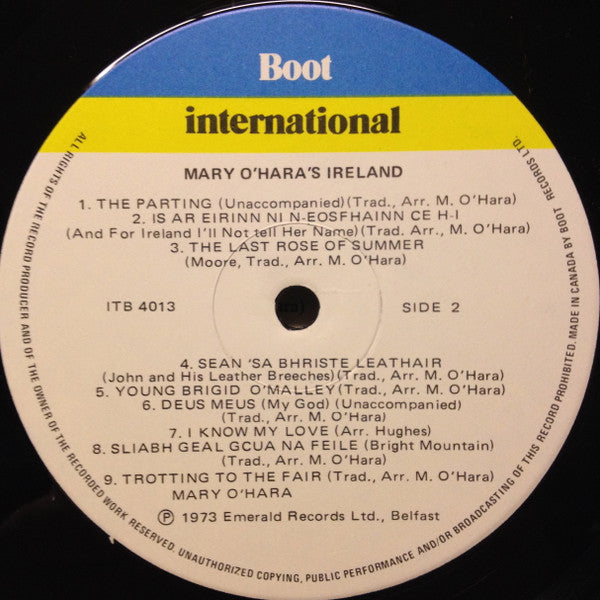 Boot
international
MARY O'HARA'S IRELAND
1. THE PARTING (Unaccompanied)(Trad., Arr. M. O'Hara)
2. IS AR EIRINN NI N-EOSFHAINN CE H-I
(And For Ireland I'll Not tell Her Name)(Trad. Arr., M. O'Hara)
3. THE LAST ROSE OF SUMMER
(Moore, Trad., Arr. M. O'Hara)
ITB 4013
SIDE 2
4. SEAN 'SA BHRISTE LEATHAIR
(John and His Leather Breeches)(Trad., Arr. M. O'Hara)
5. YOUNG BRIGID O'MALLEY(Trad., Arr. M. O'Hara)
6. DEUS MEUS (My God) (Unaccompanied)
(Trad., Arr. M. O'Hara)
7. I KNOW MY LOVE (Arr. Hughes)
8. SLIABH GEAL GCUA NA FEILE (Bright Mountain)
(Trad., Arr. M. O'Hara)
9. TROTTING TO THE FAIR (Trad., Arr. M. O'Hara)
MARY O'HARA
Ⓟ 1973 Emerald Records Ltd., Belfast
ALL RIGHTS OF THE RECORD PRODUCER AND OF THE OWNER OF THE RECORDED WORK RESERVED. UNAUTHORIZED COPYING, PUBLIC PERFORMANCE AND/OR BROADCASTING OF THIS RECORD PROHIBITED. MADE IN CANADA BY BOOT RECORDS LTD.